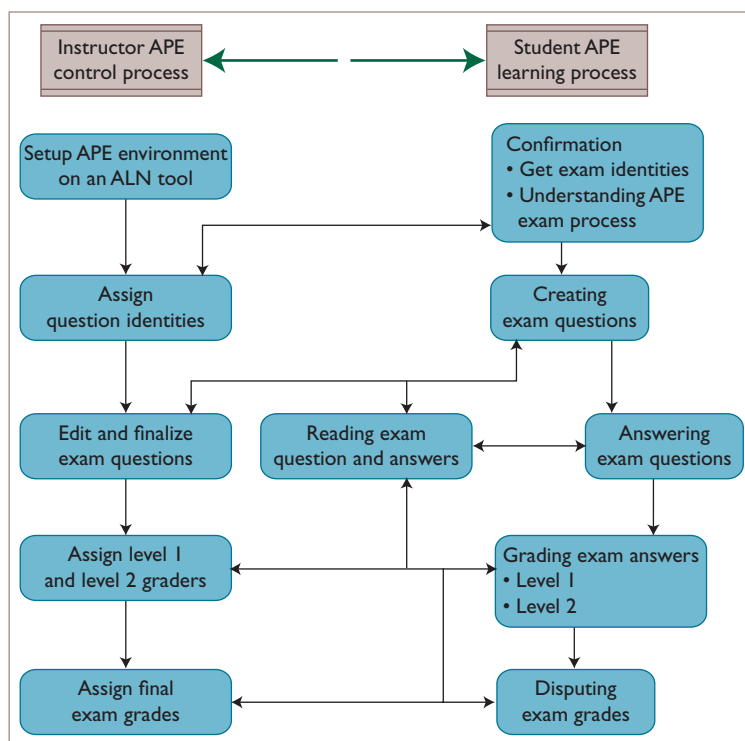 Instructor APE
control process
Student APE
learning process
Setup APE environment
on an ALN tool
Confirmation
• Get exam identities
• Understanding APE
exam process
Assign
question identities
Creating
exam questions
Edit and finalize
exam questions
Reading exam
question and answers
Answering
exam questions
Assign level 1
and level 2 graders
Grading exam answers
• Level 1
• Level 2
Assign final
exam grades
Disputing
exam grades